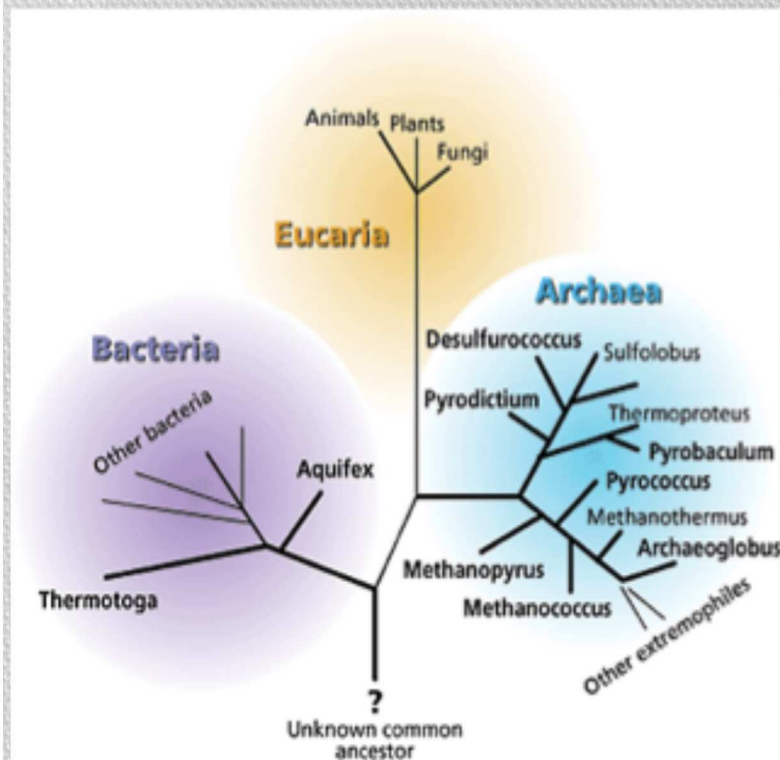 Animals
Plants
Fungi
Eucaria
Archaea
Bacteria
Desulfurococcus
Sulfolobus
Pyrodictium
Thermoproteus
Pyrobaculum
Other bacteria
Aquifex
Pyrococcus
Methanothermus
Archaeoglobus
Methanopyrus
Methanococcus
Thermotoga
Other extremophiles
?
Unknown common
ancestor